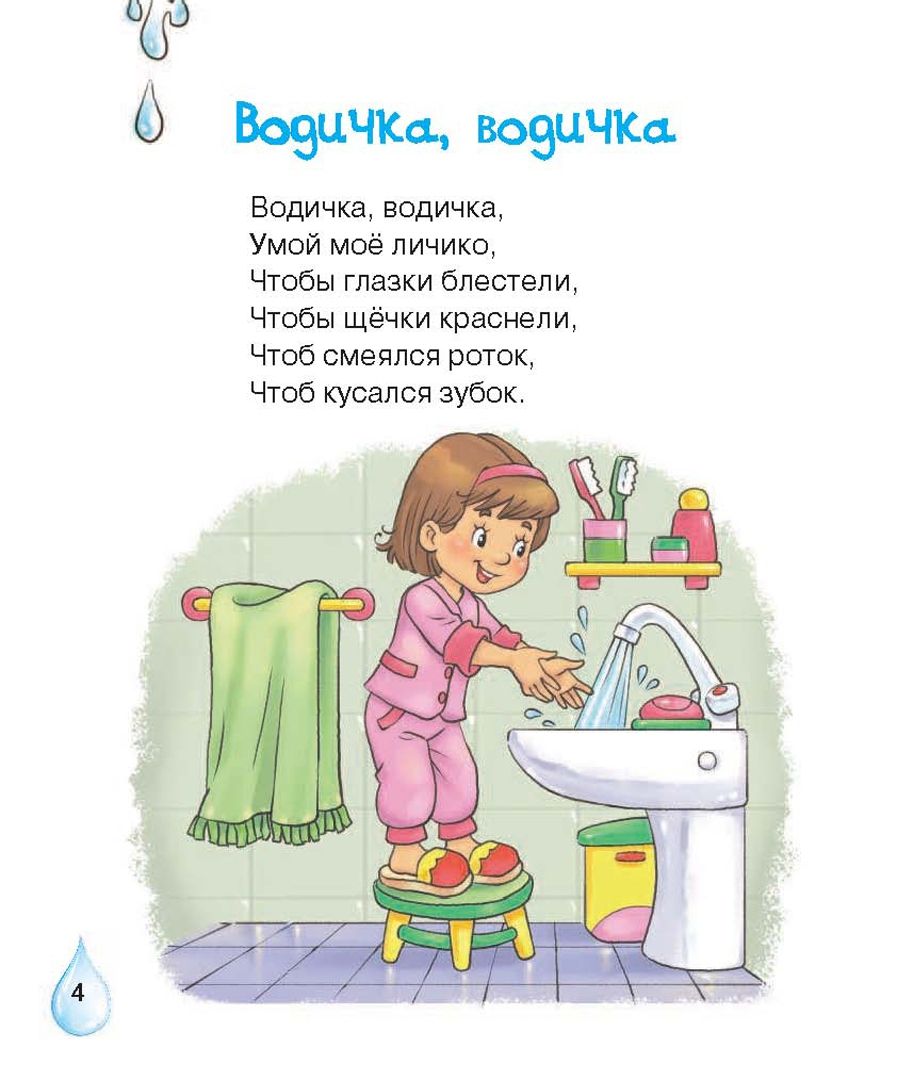 Водичка, водичка
Водичка, водичка,
Умой моё личико,
Чтобы глазки блестели,
Чтобы щёчки краснели,
Чтоб смеялся роток,
Чтоб кусался зубок.
4